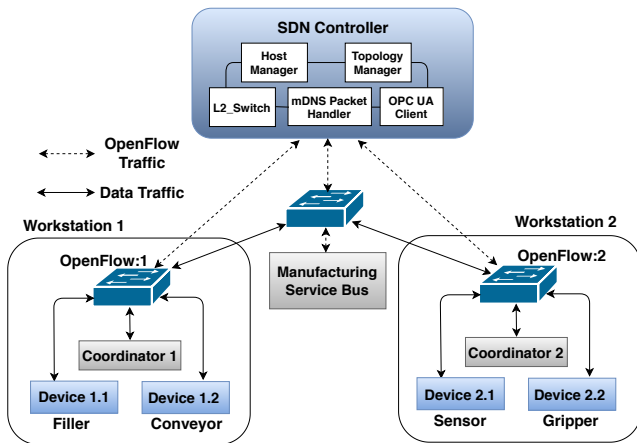 SDN Controller
Host
Manager
Topology
Manager
L2_Switch
mDNS Packet
Handler
OPC UA
Client
OpenFlow
Traffic
Data Traffic
Workstation 1
Workstation 2
OpenFlow:1
OpenFlow:2
Manufacturing
Service Bus
Coordinator 1
Coordinator 2
Device 1.1
Device 1.2
Device 2.1
Device 2.2
Filler
Conveyor
Sensor
Gripper